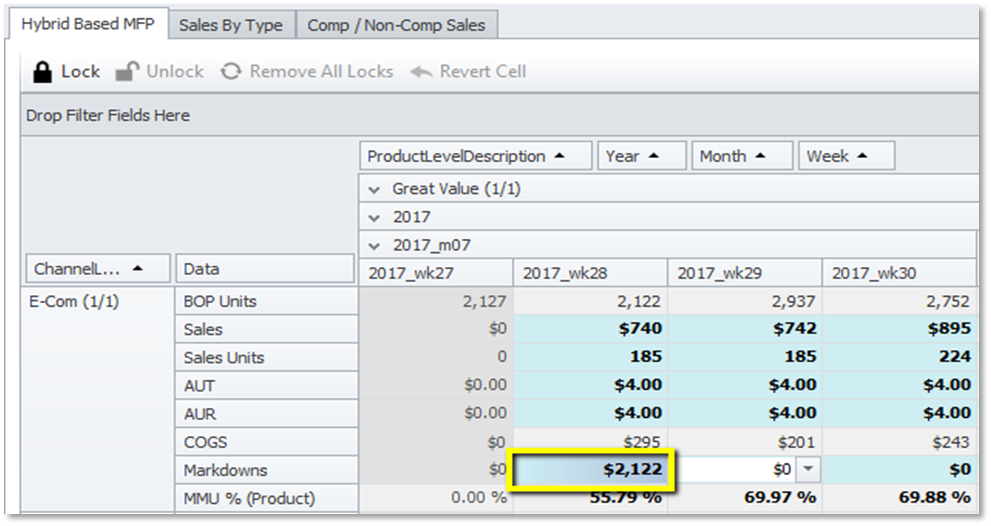 Hybrid Based MFP Sales By Type Comp / Non-Comp Sales
Lock Unlock Remove All Locks Revert Cell
Drop Filter Fields Here
ProductLevelDescription Year Month Week
Great Value (1/1)
2017
2017_m07
ChannelL... Data 2017_wk27 2017_wk28 2017_wk29 2017_wk30
E-Com (1/1) BOP Units 2,127 2,122 2,937 2,752
Sales $0 $740 $742 $895
Sales Units 0 185 185 224
AUT $0.00 $4.00 $4.00 $4.00
AUR $0.00 $4.00 $4.00 $4.00
COGS $0 $295 $201 $243
Markdowns $0 $2,122 $0 $0
MMU % (Product) 0.00 % 55.79 % 69.97 % 69.88 %